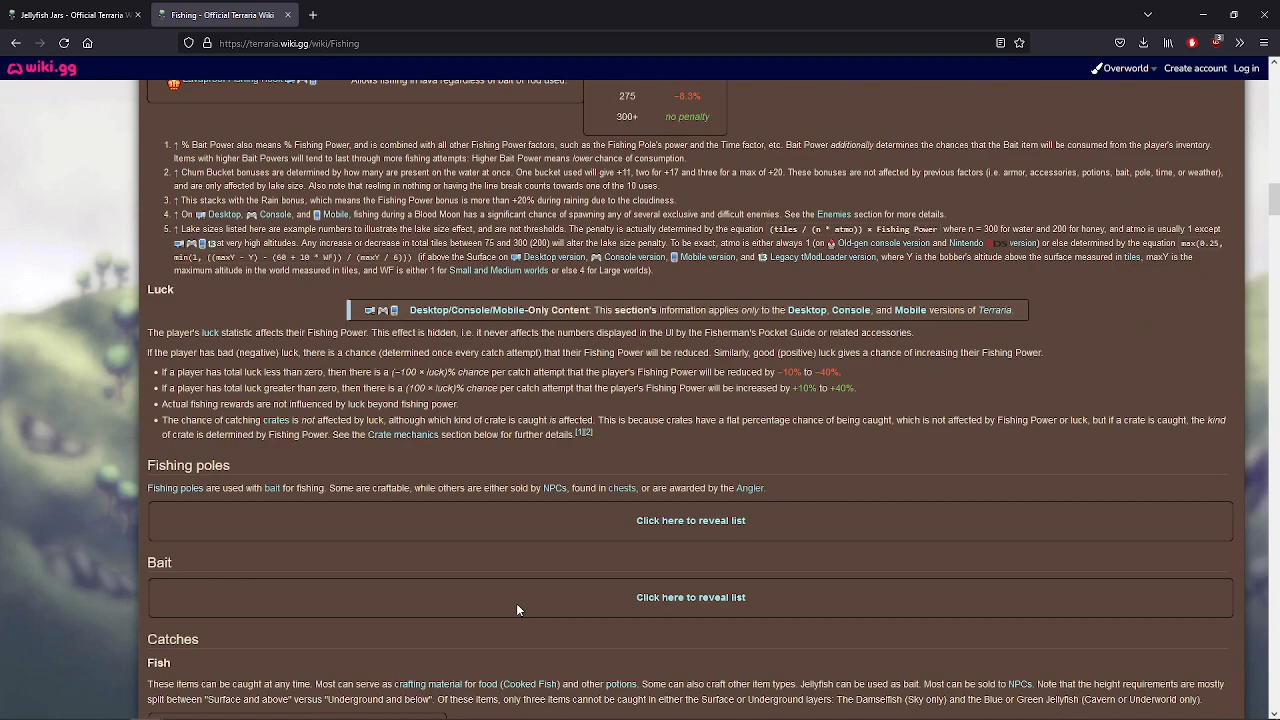 Jellyfish Jars - Official Terraria W
Fishing - Official Terraria Wiki
https://terraria.wiki.gg/wiki/Fishing
3
wiki.gg
Overworld
Create account
Log in
Lavaproof Fishing Hook
Allows fishing in lava regardless of bait or rod used.
275 −8.3%
300+ no penalty
1. ↑ % Bait Power also means % Fishing Power, and is combined with all other Fishing Power factors, such as the Fishing Pole's power and the Time factor, etc. Bait Power additionally determines the chances that the Bait item will be consumed from the player's inventory.
Items with higher Bait Powers will tend to last through more fishing attempts: Higher Bait Power means lower chance of consumption.
2. ↑ Chum Bucket bonuses are determined by how many are present on the water at once. One bucket used will give +11, two for +17 and three for a max of +20. These bonuses are not affected by previous factors (i.e. armor, accessories, potions, bait, pole, time, or weather),
and are only affected by lake size. Also note that reeling in nothing or having the line break counts towards one of the 10 uses.
3. ↑ This stacks with the Rain bonus, which means the Fishing Power bonus is more than +20% during raining due to the cloudiness.
4. ↑ On Desktop, Console, and Mobile, fishing during a Blood Moon has a significant chance of spawning any of several exclusive and difficult enemies. See the Enemies section for more details.
5. ↑ Lake sizes listed here are example numbers to illustrate the lake size effect, and are not thresholds. The penalty is actually determined by the equation (tiles / (n * atmo)) × Fishing Power where n = 300 for water and 200 for honey, and atmo is usually 1 except
at very high altitudes. Any increase or decrease in total tiles between 75 and 300 (200) will alter the lake size penalty. To be exact, atmo is either 1 (on Old-gen console version and Nintendo 3DS version) or else determined by the equation max(0.25,
min(1, ((maxY - Y) - (60 + 10 * WF)) / (maxY / 6))) (if above the Surface on Desktop version, Console version, Mobile version, and Legacy tModLoader version, where Y is the bobber's altitude above the surface measured in tiles, maxY is the
maximum altitude in the world measured in tiles, and WF is either 1 for Small and Medium worlds or else 4 for Large worlds).
Luck
Desktop/Console/Mobile-Only Content: This section's information applies only to the Desktop, Console, and Mobile versions of Terraria.
The player's luck statistic affects their Fishing Power. This effect is hidden, i.e. it never affects the numbers displayed in the UI by the Fisherman's Pocket Guide or related accessories.
If the player has bad (negative) luck, there is a chance (determined once every catch attempt) that their Fishing Power will be reduced. Similarly, good (positive) luck gives a chance of increasing their Fishing Power.
• If a player has total luck less than zero, then there is a (−100 × luck)% chance per catch attempt that the player's Fishing Power will be reduced by −10% to −40%.
• If a player has total luck greater than zero, then there is a (100 × luck)% chance per catch attempt that the player's Fishing Power will be increased by +10% to +40%.
• Actual fishing rewards are not influenced by luck beyond fishing power.
• The chance of catching crates is not affected by luck, although which kind of crate is caught is affected. This is because crates have a flat percentage chance of being caught, which is not affected by Fishing Power or luck, but if a crate is caught, the kind
of crate is determined by Fishing Power. See the Crate mechanics section below for further details.[1][2]
Fishing poles
Fishing poles are used with bait for fishing. Some are craftable, while others are either sold by NPCs, found in chests, or are awarded by the Angler.
Click here to reveal list
Bait
Click here to reveal list
Catches
Fish
These items can be caught at any time. Most can serve as crafting material for food (Cooked Fish) and other potions. Some can also craft other item types. Jellyfish can be used as bait. Most can be sold to NPCs. Note that the height requirements are mostly
split between "Surface and above" versus "Underground and below". Of these items, only three items cannot be caught in either the Surface or Underground layers: The Damselfish (Sky only) and the Blue or Green Jellyfish (Cavern or Underworld only).